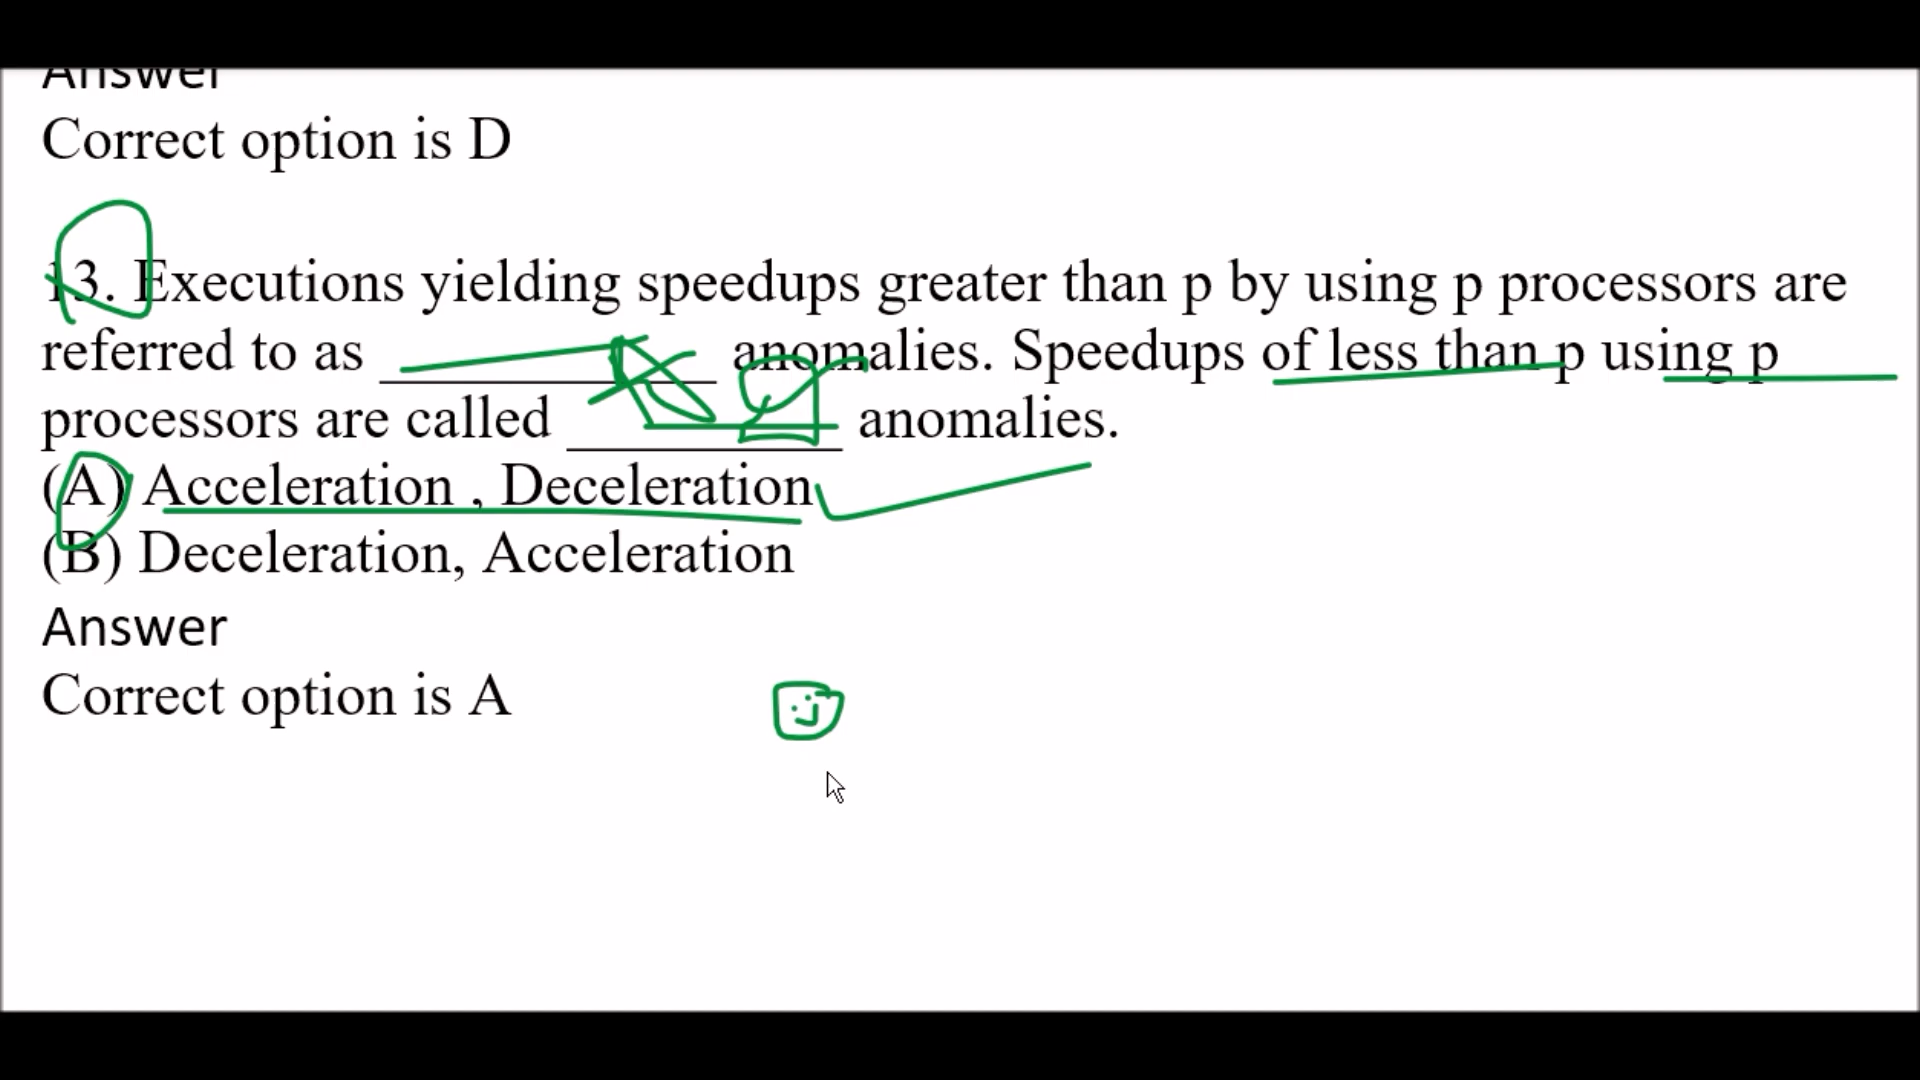 Answer
Correct option is D
13. Executions yielding speedups greater than p by using p processors are
referred to as ____________ anomalies. Speedups of less than p using p
processors are called __________ anomalies.
(A) Acceleration , Deceleration
(B) Deceleration, Acceleration
Answer
Correct option is A